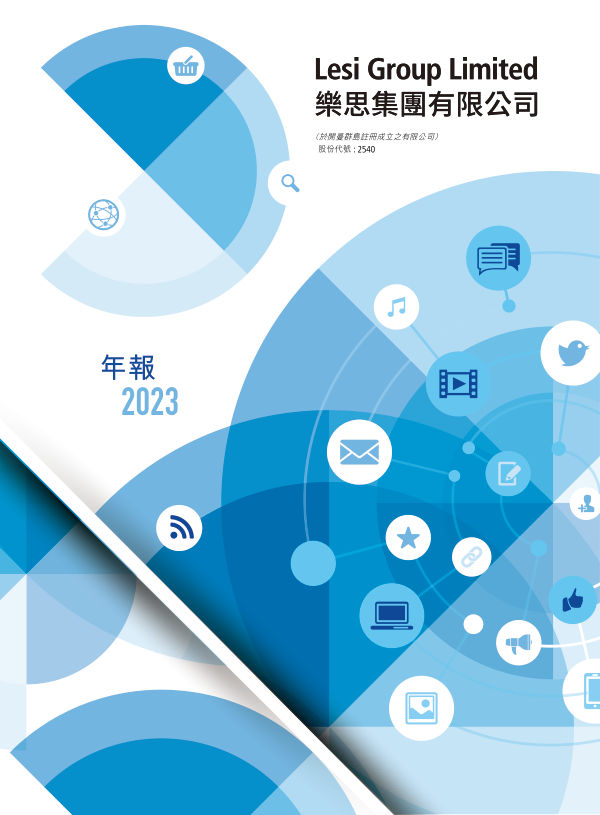 Lesi Group Limited
樂思集團有限公司
(於開曼群島註冊成立之有限公司)
股份代號 : 2540
年報
2023